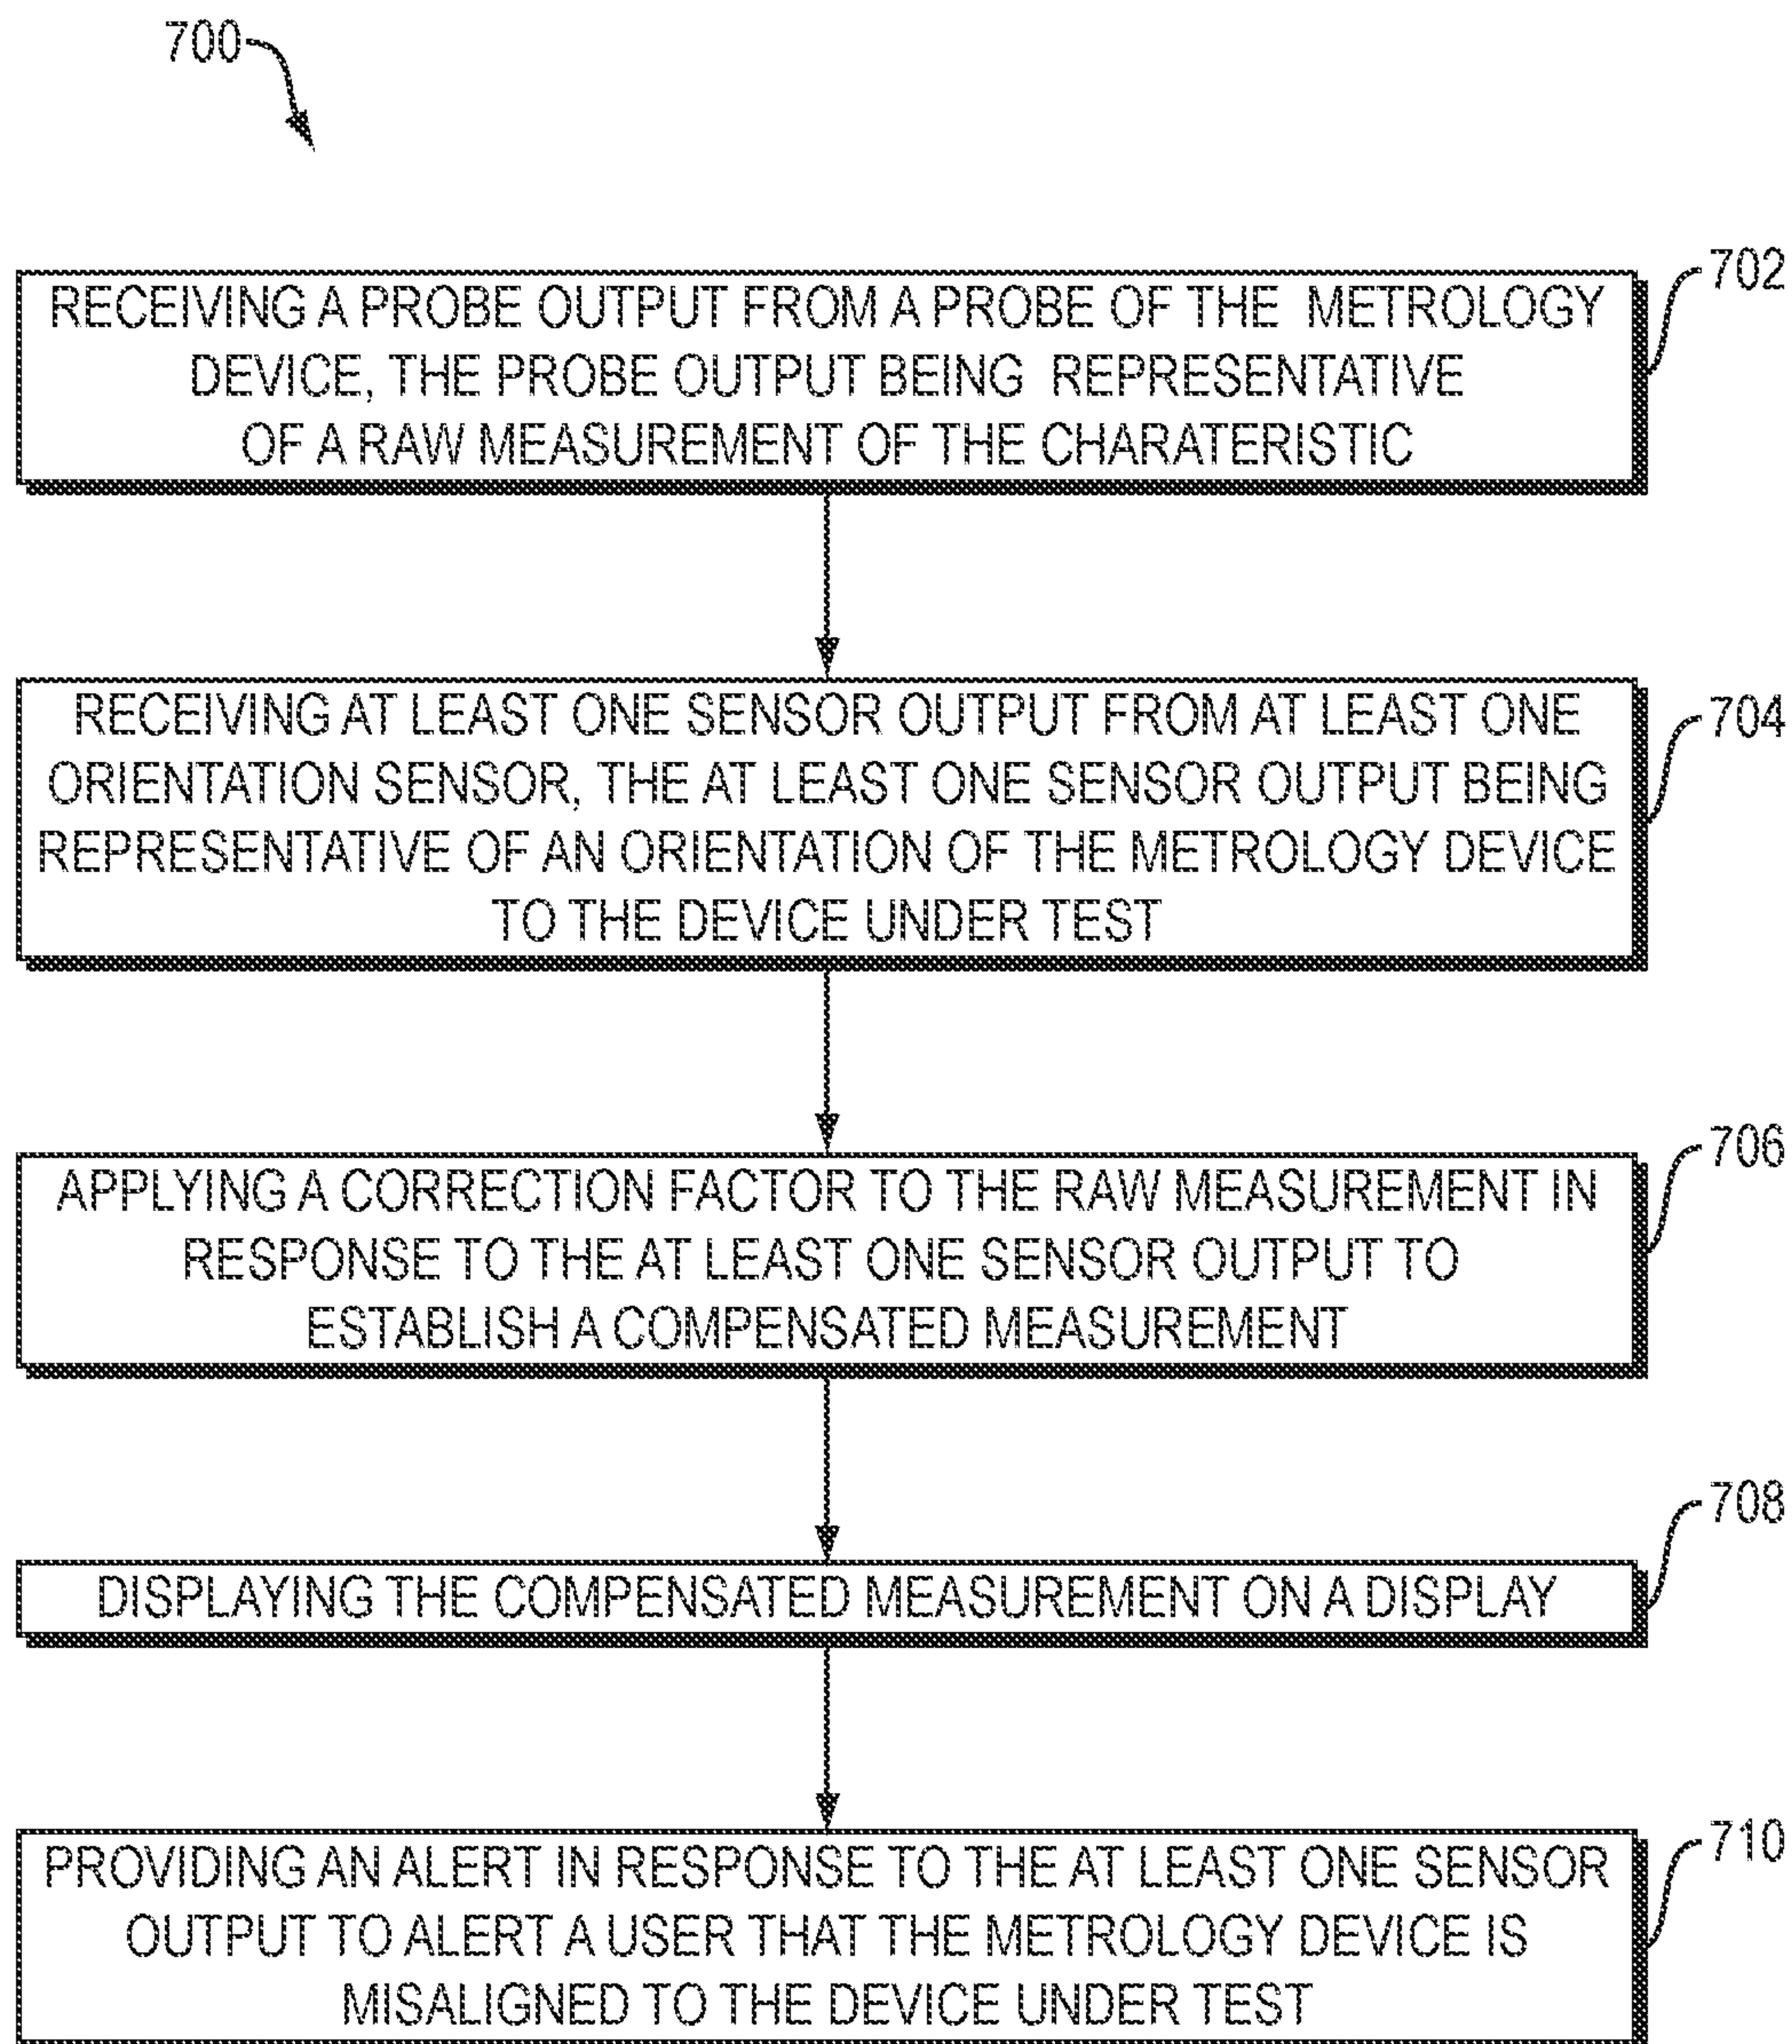 700
702
RECEIVING A PROBE OUTPUT FROM A PROBE OF THE METROLOGY
DEVICE, THE PROBE OUTPUT BEING REPRESENTATIVE
OF A RAW MEASUREMENT OF THE CHARATERISTIC
704
RECEIVING AT LEAST ONE SENSOR OUTPUT FROM AT LEAST ONE
ORIENTATION SENSOR, THE AT LEAST ONE SENSOR OUTPUT BEING
REPRESENTATIVE OF AN ORIENTATION OF THE METROLOGY DEVICE
TO THE DEVICE UNDER TEST
706
APPLYING A CORRECTION FACTOR TO THE RAW MEASUREMENT IN
RESPONSE TO THE AT LEAST ONE SENSOR OUTPUT TO
ESTABLISH A COMPENSATED MEASUREMENT
708
DISPLAYING THE COMPENSATED MEASUREMENT ON A DISPLAY
710
PROVIDING AN ALERT IN RESPONSE TO THE AT LEAST ONE SENSOR
OUTPUT TO ALERT A USER THAT THE METROLOGY DEVICE IS
MISALIGNED TO THE DEVICE UNDER TEST